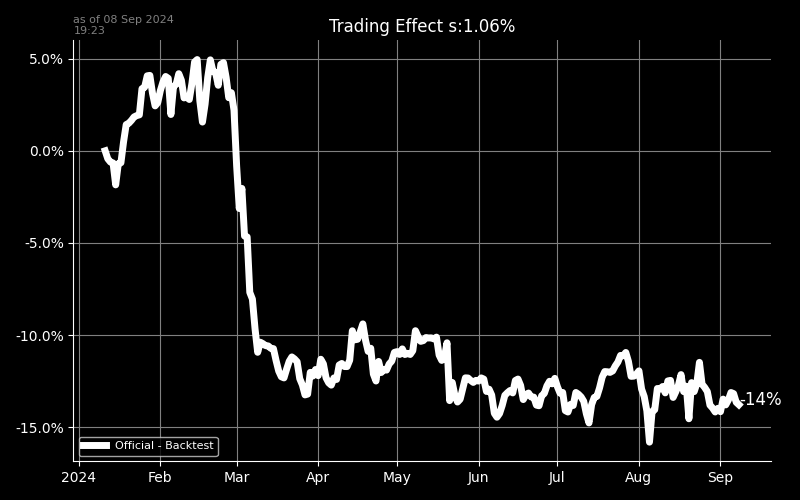 as of 08 Sep 2024
19:23
Trading Effect s:1.06%
5.0%
0.0%
-5.0%
-10.0%
-15.0%
-14%
Official - Backtest
2024 Feb Mar Apr May Jun Jul Aug Sep